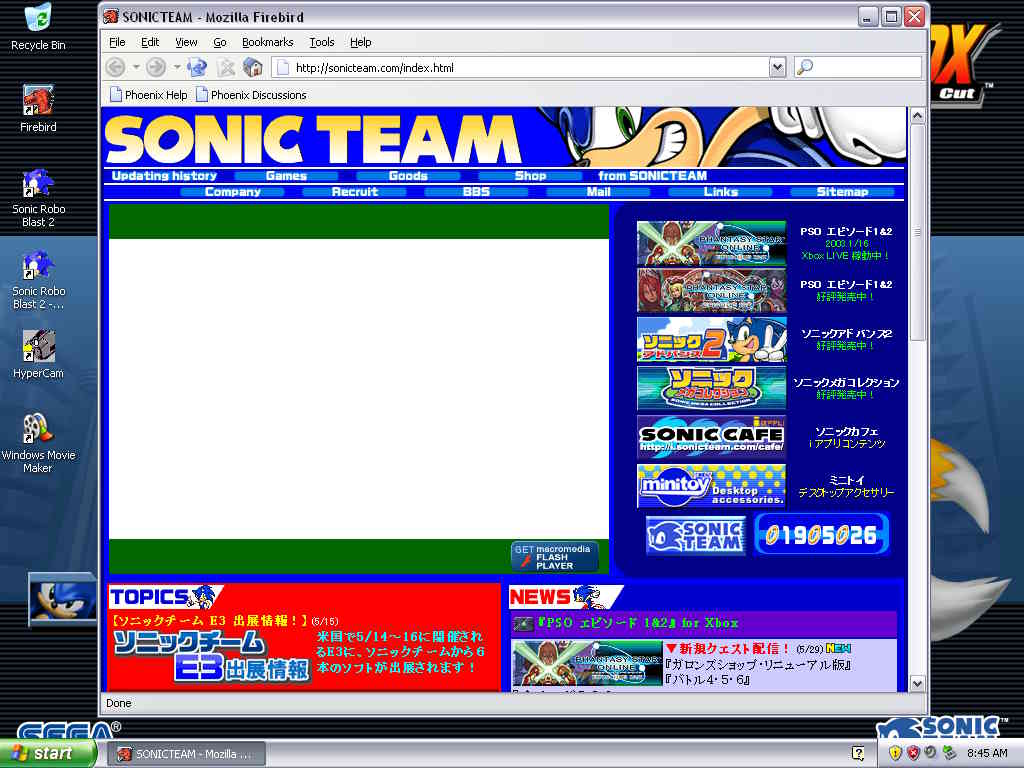 Recycle Bin
Firebird
Sonic Robo
Blast 2
Sonic Robo
Blast 2 -...
HyperCam
Windows Movie
Maker
SONICTEAM - Mozilla Firebird
File Edit View Go Bookmarks Tools Help
http://sonicteam.com/index.html
Phoenix Help Phoenix Discussions
SONIC TEAM
Updating history Games Goods Shop from SONICTEAM
Company Recruit BBS Mail Links Sitemap
GET macromedia
FLASH
PLAYER
PHANTASY STAR
ONLINE
PSO エピソード1&2
2003 1/16
Xbox LIVE 稼動中!
PHANTASY STAR
ONLINE
PSO エピソード1&2
好評発売中!
ソニック
アドバンス2
ソニックアドバンス2
好評発売中!
ソニック
メガコレクション
SONIC MEGA COLLECTION
ソニックメガコレクション
好評発売中!
SONIC CAFE
http://sonicteam.com/cafe/
ソニックカフェ
iアプリコンテンツ
minitoy
Desktop
accessories.
ミニトイ
デスクトップアクセサリー
SONIC
TEAM
01905026
TOPICS
【ソニックチーム E3 出展情報!】(5/15)
ソニックチーム
E3出展情報
米国で5/14〜16に開催され
るE3に、ソニックチームから6
本のソフトが出展されます!
NEWS
『PSO エピソード 1&2』 for Xbox
PHANTASY STAR
ONLINE
▼新規クエスト配信! (5/29) NEW
『ガロンズショップ・リニューアル版』
『バトル4・5・6』
Done
X
Cut
™
SEGA®
SONIC™
start
SONICTEAM - Mozilla ...
8:45 AM